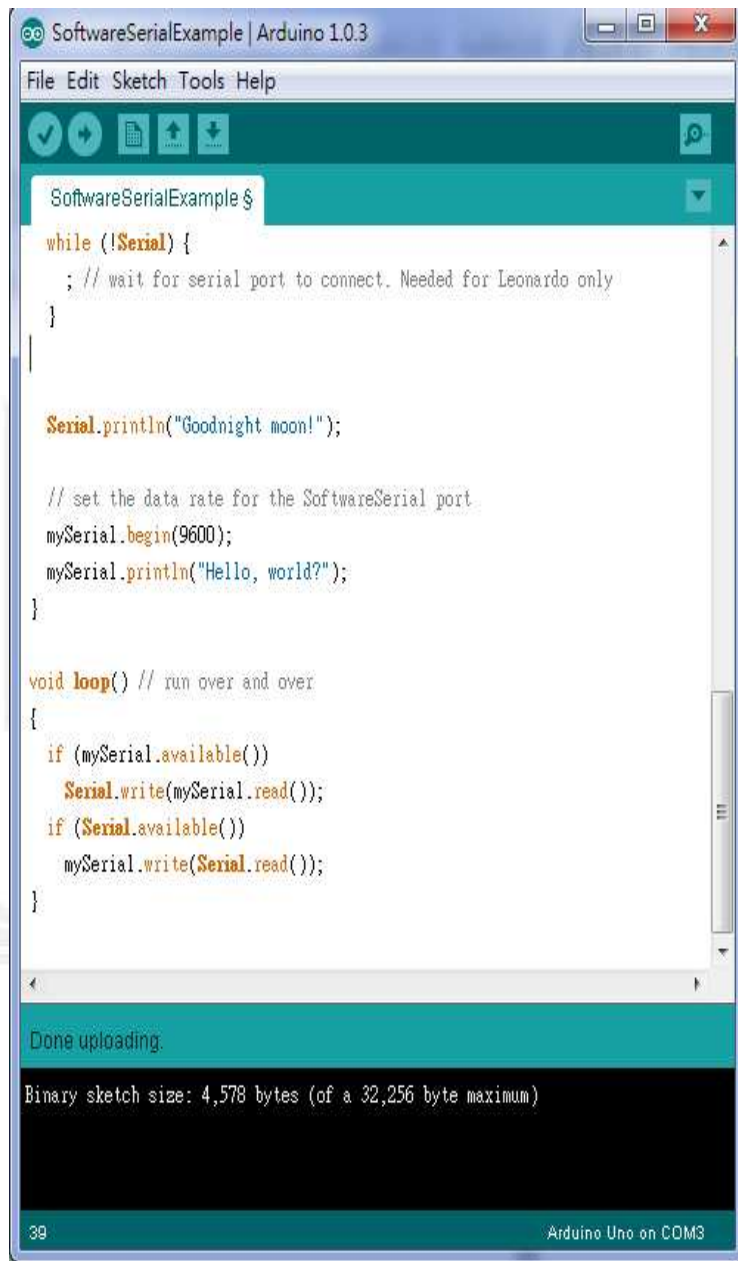 SoftwareSerialExample | Arduino 1.0.3
File Edit Sketch Tools Help
SoftwareSerialExample §
while (!Serial) {
; // wait for serial port to connect. Needed for Leonardo only
}
Serial.println("Goodnight moon!");
// set the data rate for the SoftwareSerial port
mySerial.begin(9600);
mySerial.println("Hello, world?");
}
void loop() // run over and over
{
if (mySerial.available())
Serial.write(mySerial.read());
if (Serial.available())
mySerial.write(Serial.read());
}
Done uploading.
Binary sketch size: 4,578 bytes (of a 32,256 byte maximum)
39 Arduino Uno on COM3